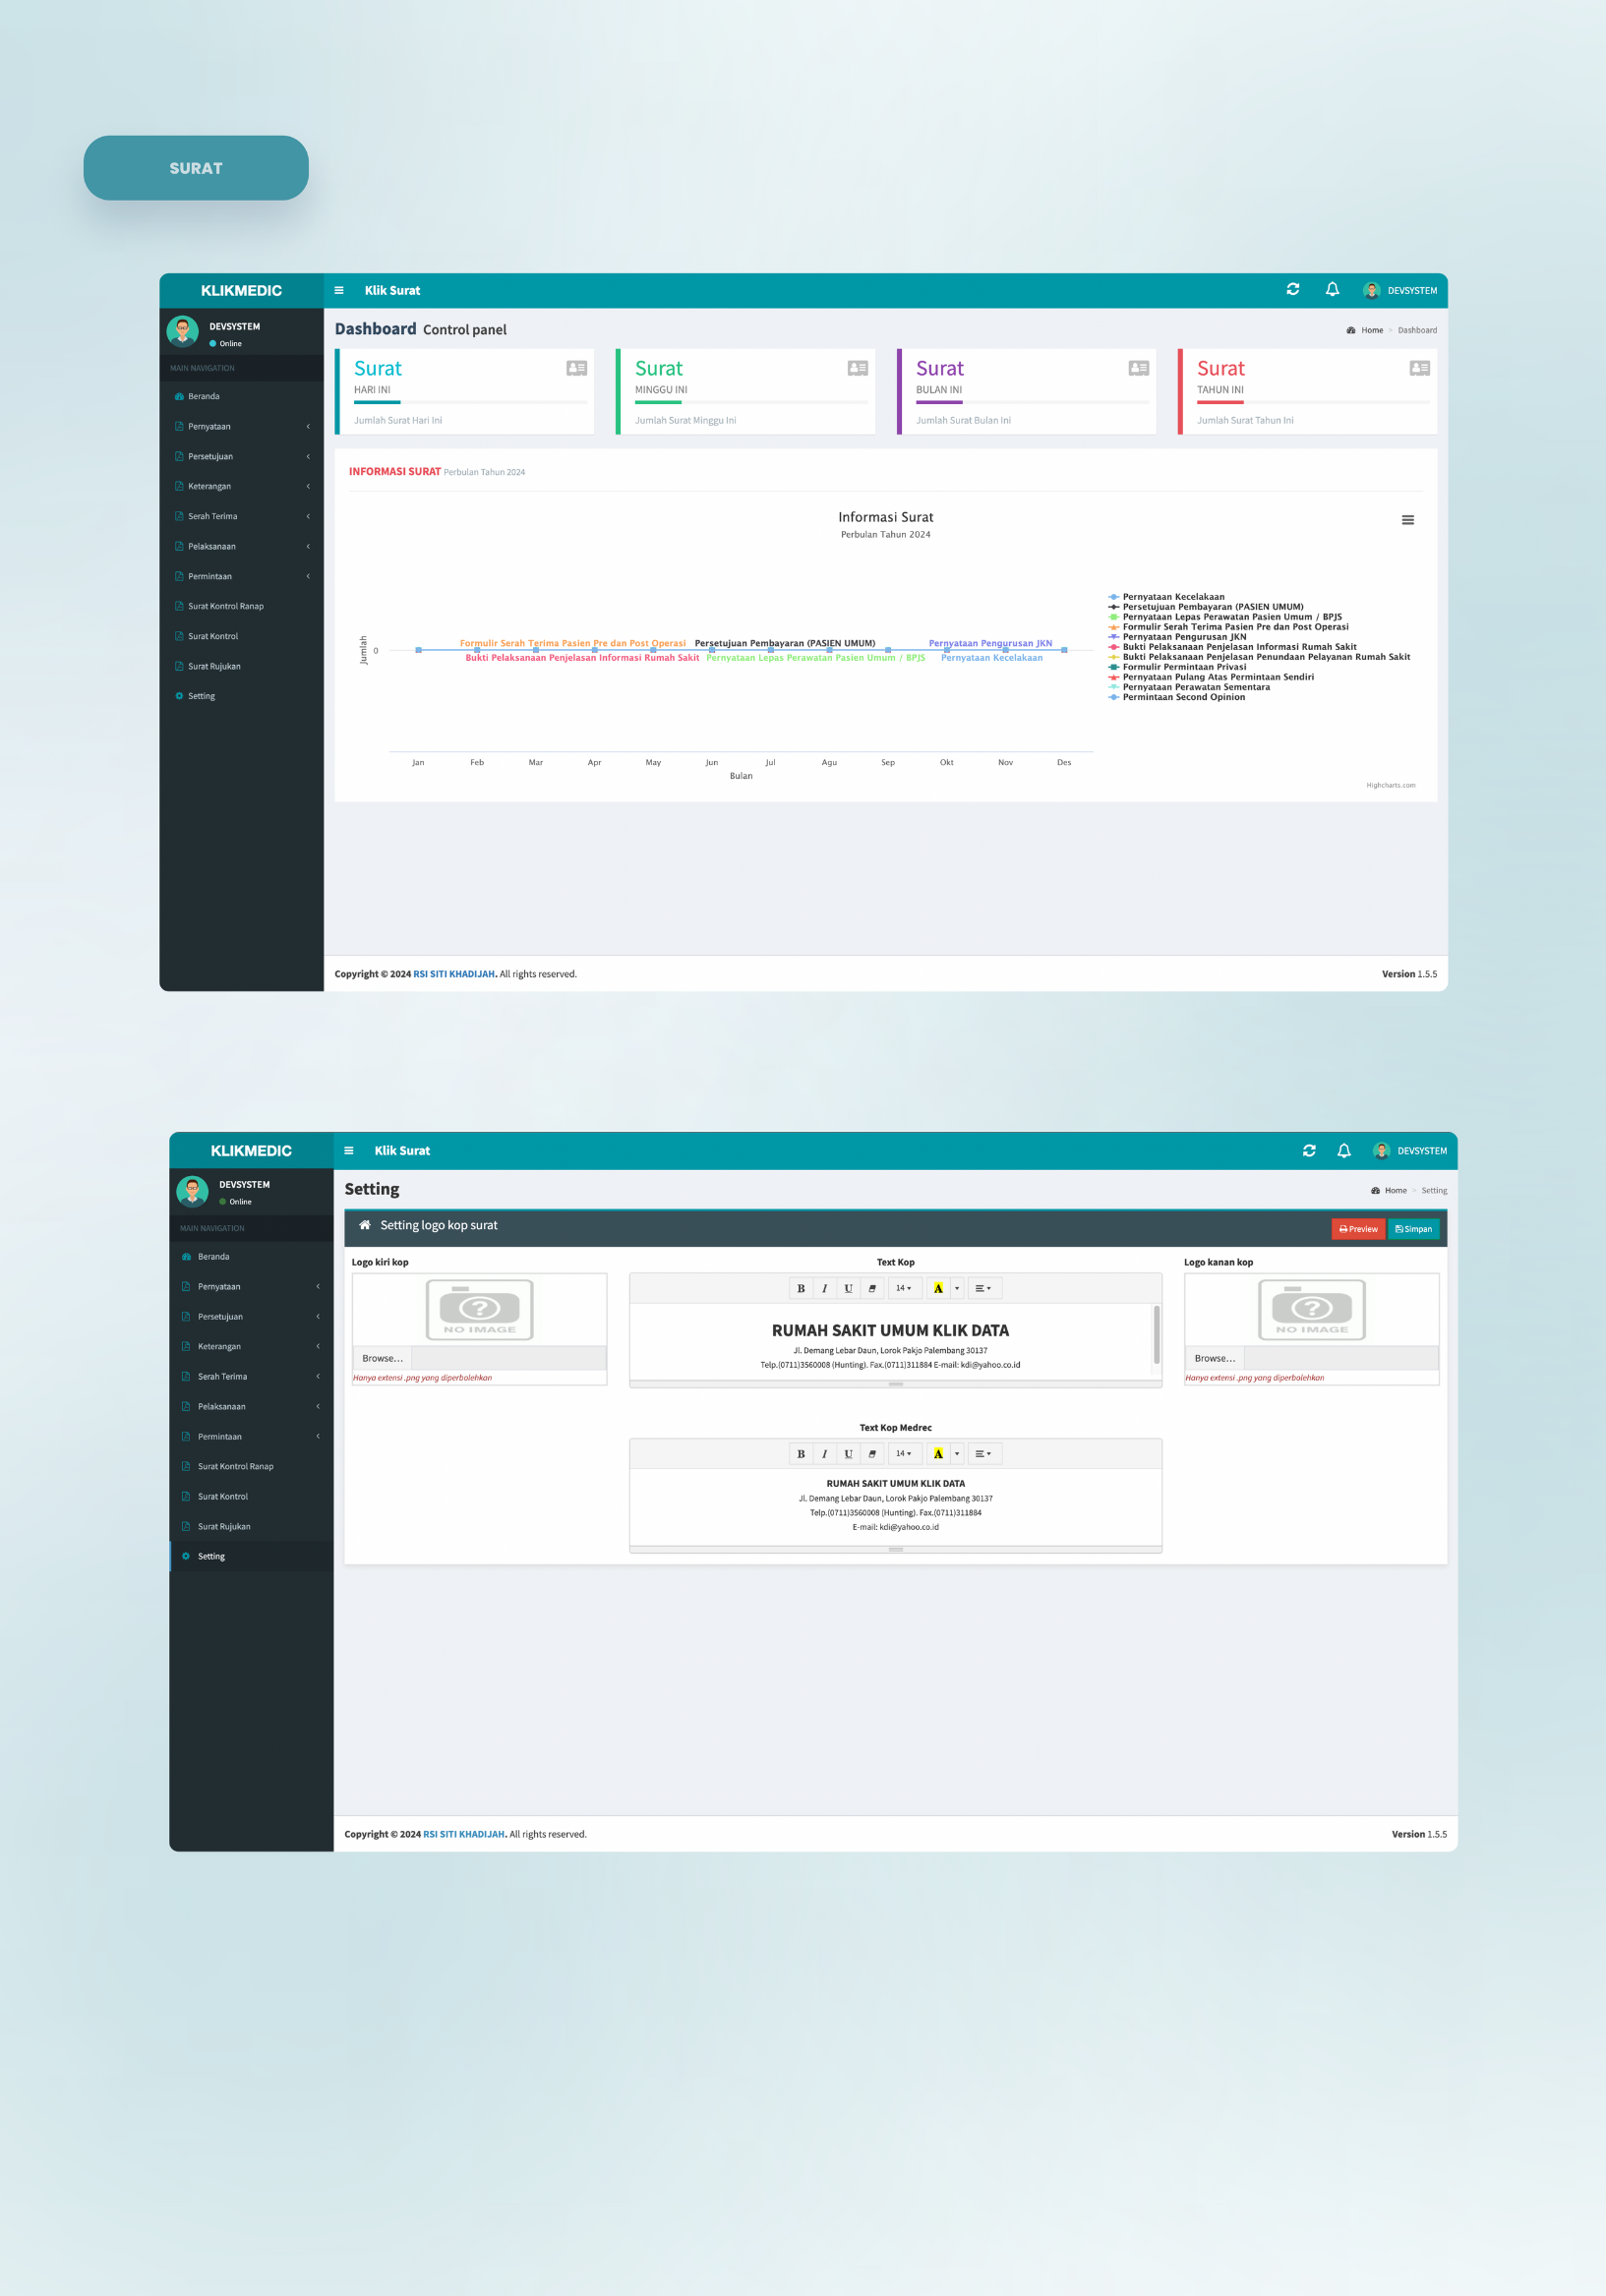 SURAT
KLIKMEDIC
Klik Surat
DEVSYSTEM
DEVSYSTEM
Online
MAIN NAVIGATION
Beranda
Pernyataan
Persetujuan
Keterangan
Serah Terima
Pelaksanaan
Permintaan
Surat Kontrol Ranap
Surat Kontrol
Surat Rujukan
Setting
Dashboard Control panel
Home > Dashboard
Surat
HARI INI
Jumlah Surat Hari Ini
Surat
MINGGU INI
Jumlah Surat Minggu Ini
Surat
BULAN INI
Jumlah Surat Bulan Ini
Surat
TAHUN INI
Jumlah Surat Tahun Ini
INFORMASI SURAT Perbulan Tahun 2024
Informasi Surat
Perbulan Tahun 2024
Jumlah
0
Formulir Serah Terima Pasien Pre dan Post Operasi
Persetujuan Pembayaran (PASIEN UMUM)
Pernyataan Pengurusan JKN
Bukti Pelaksanaan Penjelasan Informasi Rumah Sakit
Pernyataan Lepas Perawatan Pasien Umum / BPJS
Pernyataan Kecelakaan
Jan Feb Mar Apr May Jun Jul Agu Sep Okt Nov Des
Bulan
Pernyataan Kecelakaan
Persetujuan Pembayaran (PASIEN UMUM)
Pernyataan Lepas Perawatan Pasien Umum / BPJS
Formulir Serah Terima Pasien Pre dan Post Operasi
Pernyataan Pengurusan JKN
Bukti Pelaksanaan Penjelasan Informasi Rumah Sakit
Bukti Pelaksanaan Penjelasan Penundaan Pelayanan Rumah Sakit
Formulir Permintaan Privasi
Pernyataan Pulang Atas Permintaan Sendiri
Pernyataan Perawatan Sementara
Permintaan Second Opinion
Highcharts.com
Copyright © 2024 RSI SITI KHADIJAH. All rights reserved.
Version 1.5.5
KLIKMEDIC
Klik Surat
DEVSYSTEM
DEVSYSTEM
Online
MAIN NAVIGATION
Beranda
Pernyataan
Persetujuan
Keterangan
Serah Terima
Pelaksanaan
Permintaan
Surat Kontrol Ranap
Surat Kontrol
Surat Rujukan
Setting
Setting
Home > Setting
Setting logo kop surat
Preview
Simpan
Logo kiri kop
NO IMAGE
Browse...
Hanya extensi .png yang diperbolehkan
Text Kop
B I U 14 A
RUMAH SAKIT UMUM KLIK DATA
Jl. Demang Lebar Daun, Lorok Pakjo Palembang 30137
Telp.(0711)3560008 (Hunting). Fax.(0711)311884 E-mail: kdi@yahoo.co.id
Logo kanan kop
NO IMAGE
Browse...
Hanya extensi .png yang diperbolehkan
Text Kop Medrec
B I U 14 A
RUMAH SAKIT UMUM KLIK DATA
Jl. Demang Lebar Daun, Lorok Pakjo Palembang 30137
Telp.(0711)3560008 (Hunting). Fax.(0711)311884
E-mail: kdi@yahoo.co.id
Copyright © 2024 RSI SITI KHADIJAH. All rights reserved.
Version 1.5.5